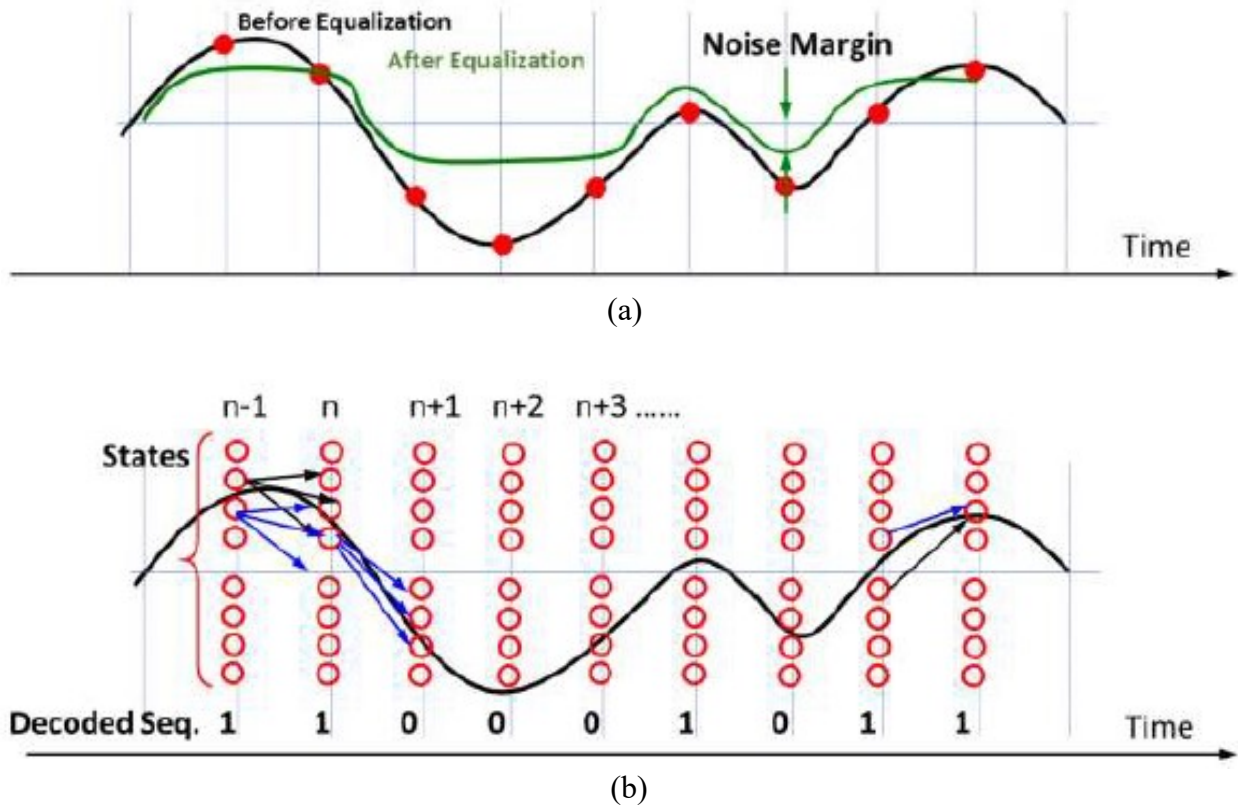 Before Equalization
After Equalization
Noise Margin
Time
(a)
n-1 n n+1 n+2 n+3 ......
States
Decoded Seq. 1 1 0 0 0 1 0 1 1 Time
(b)